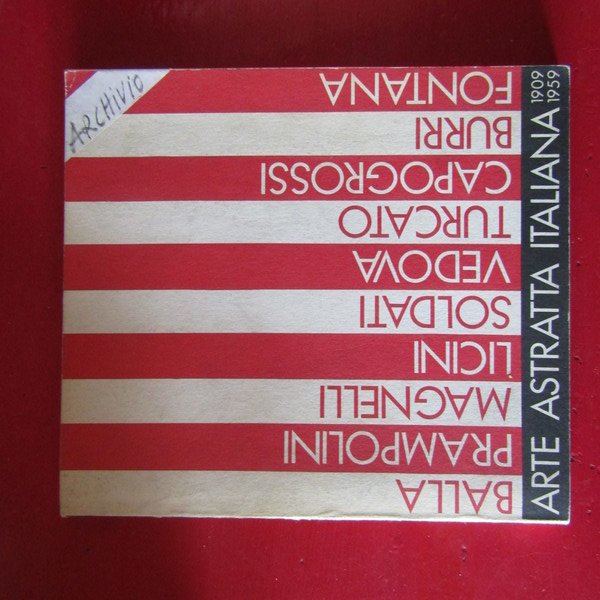 ARCHIVIO
BALLA
PRAMPOLINI
MAGNELLI
LICINI
SOLDATI
VEDOVA
TURCATO
CAPOGROSSI
BURRI
FONTANA
ARTE ASTRATTA ITALIANA 1909
1959